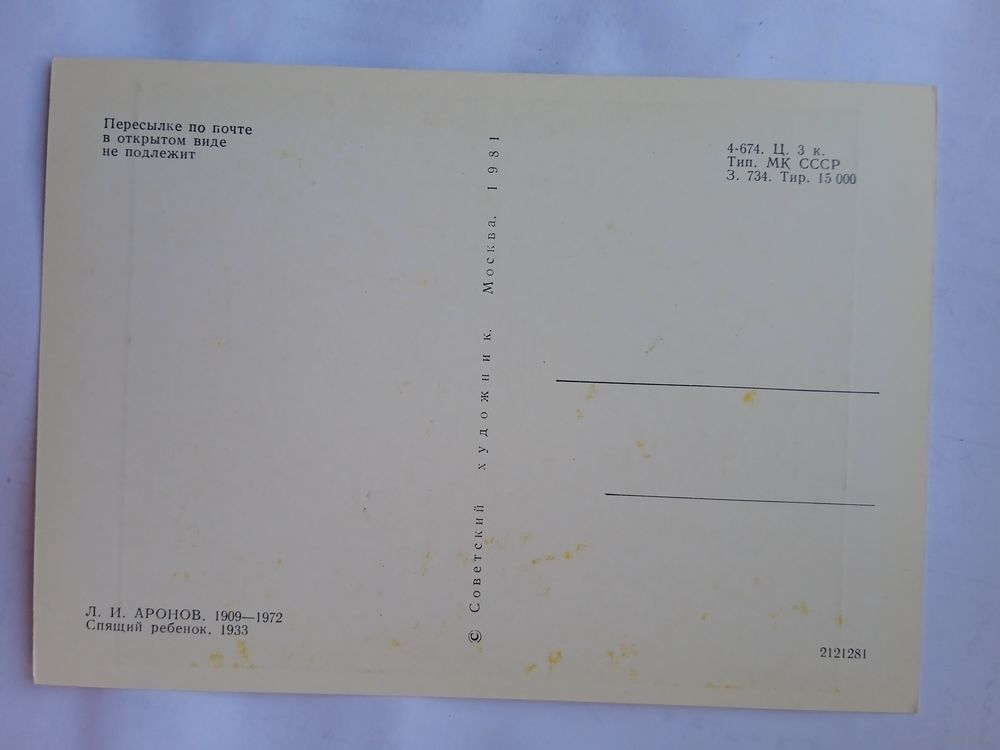 Пересылке по почте
в открытом виде
не подлежит
4-674. Ц. 3 к.
Тип. МК СССР
З. 734. Тир. 15 000
© Советский художник. Москва. 1981
Л. И. АРОНОВ. 1909—1972
Спящий ребенок. 1933
2121281